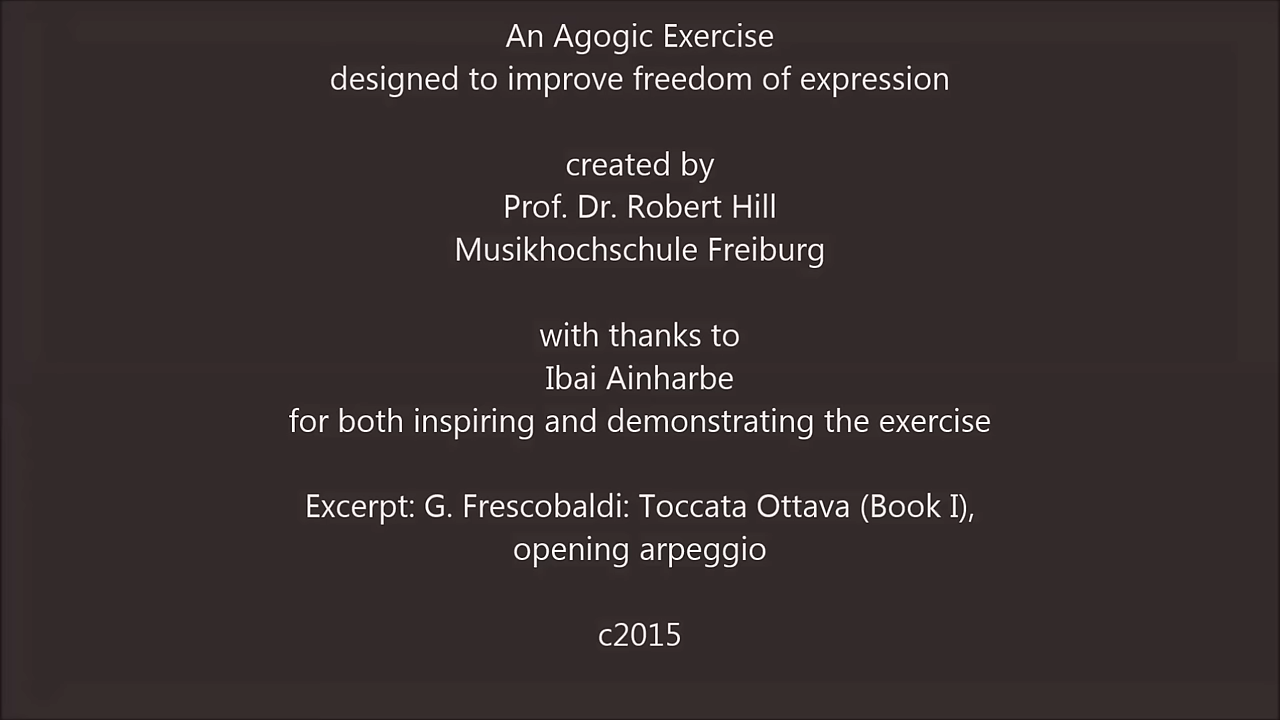 An Agogic Exercise
designed to improve freedom of expression
created by
Prof. Dr. Robert Hill
Musikhochschule Freiburg
with thanks to
Ibai Ainharbe
for both inspiring and demonstrating the exercise
Excerpt: G. Frescobaldi: Toccata Ottava (Book I),
opening arpeggio
c2015